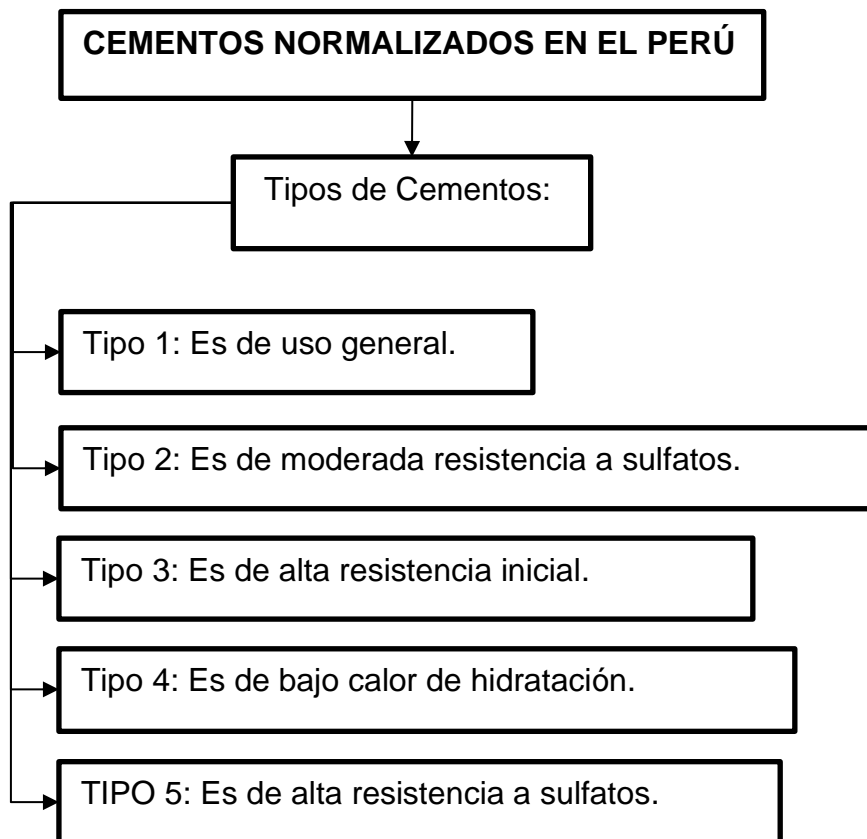 CEMENTOS NORMALIZADOS EN EL PERÚ
Tipos de Cementos:
Tipo 1: Es de uso general.
Tipo 2: Es de moderada resistencia a sulfatos.
Tipo 3: Es de alta resistencia inicial.
Tipo 4: Es de bajo calor de hidratación.
TIPO 5: Es de alta resistencia a sulfatos.